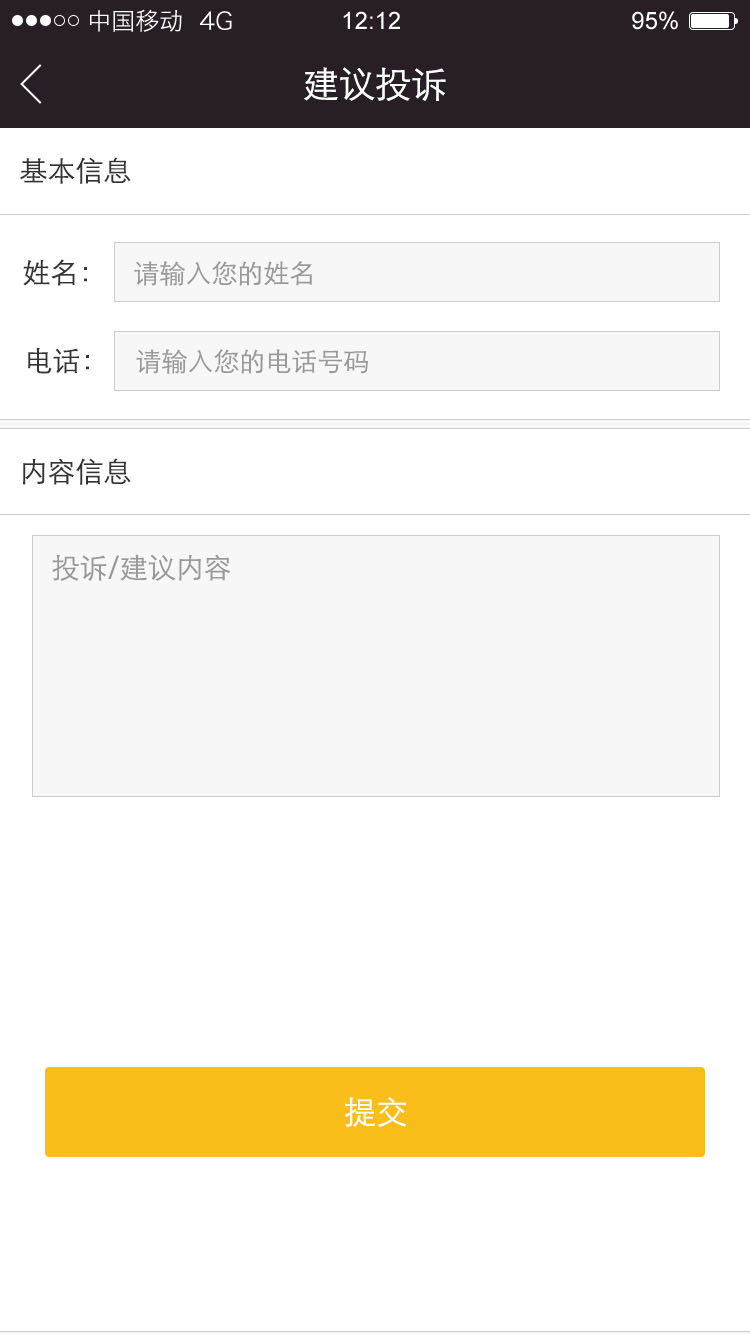 中国移动 4G 12:12 95%
建议投诉
基本信息
姓名： 请输入您的姓名
电话： 请输入您的电话号码
内容信息
投诉/建议内容
提交